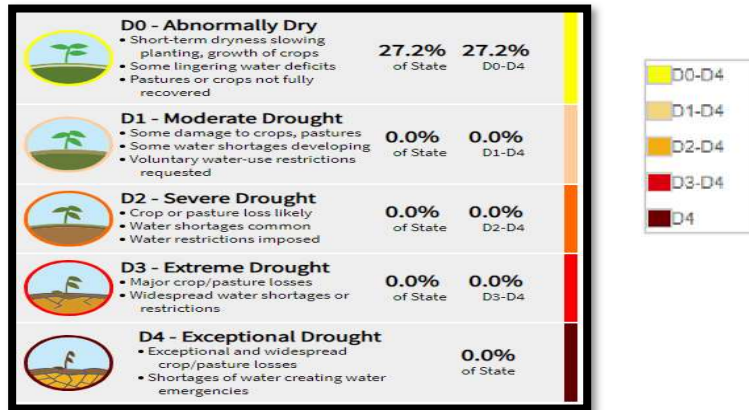 D0 - Abnormally Dry
• Short-term dryness slowing
planting, growth of crops
• Some lingering water deficits
• Pastures or crops not fully
recovered
27.2% 27.2%
of State D0-D4
D1 - Moderate Drought
• Some damage to crops, pastures
• Some water shortages developing
• Voluntary water-use restrictions
requested
0.0% 0.0%
of State D1-D4
D2 - Severe Drought
• Crop or pasture loss likely
• Water shortages common
• Water restrictions imposed
0.0% 0.0%
of State D2-D4
D3 - Extreme Drought
• Major crop/pasture losses
• Widespread water shortages or
restrictions
0.0% 0.0%
of State D3-D4
D4 - Exceptional Drought
• Exceptional and widespread
crop/pasture losses
• Shortages of water creating water
emergencies
0.0%
of State
D0-D4
D1-D4
D2-D4
D3-D4
D4